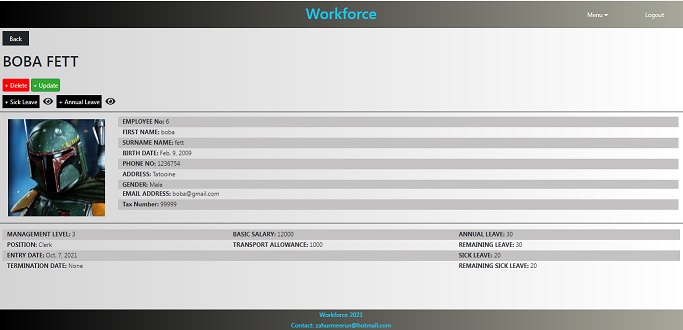 Workforce
Menu
Logout
Back
BOBA FETT
+ Delete
+ Update
+ Sick Leave
+ Annual Leave
EMPLOYEE No: 6
FIRST NAME: boba
SURNAME NAME: fett
BIRTH DATE: Feb. 9, 2009
PHONE NO: 1236754
ADDRESS: Tatooine
GENDER: Male
EMAIL ADDRESS: boba@gmail.com
Tax Number: 99999
MANAGEMENT LEVEL: 3
POSITION: Clerk
ENTRY DATE: Oct. 7, 2021
TERMINATION DATE: None
BASIC SALARY: 12000
TRANSPORT ALLOWANCE: 1000
ANNUAL LEAVE: 30
REMAINING LEAVE: 30
SICK LEAVE: 20
REMAINING SICK LEAVE: 20
Workforce 2021
Contact: zahurmeerun@hotmail.com